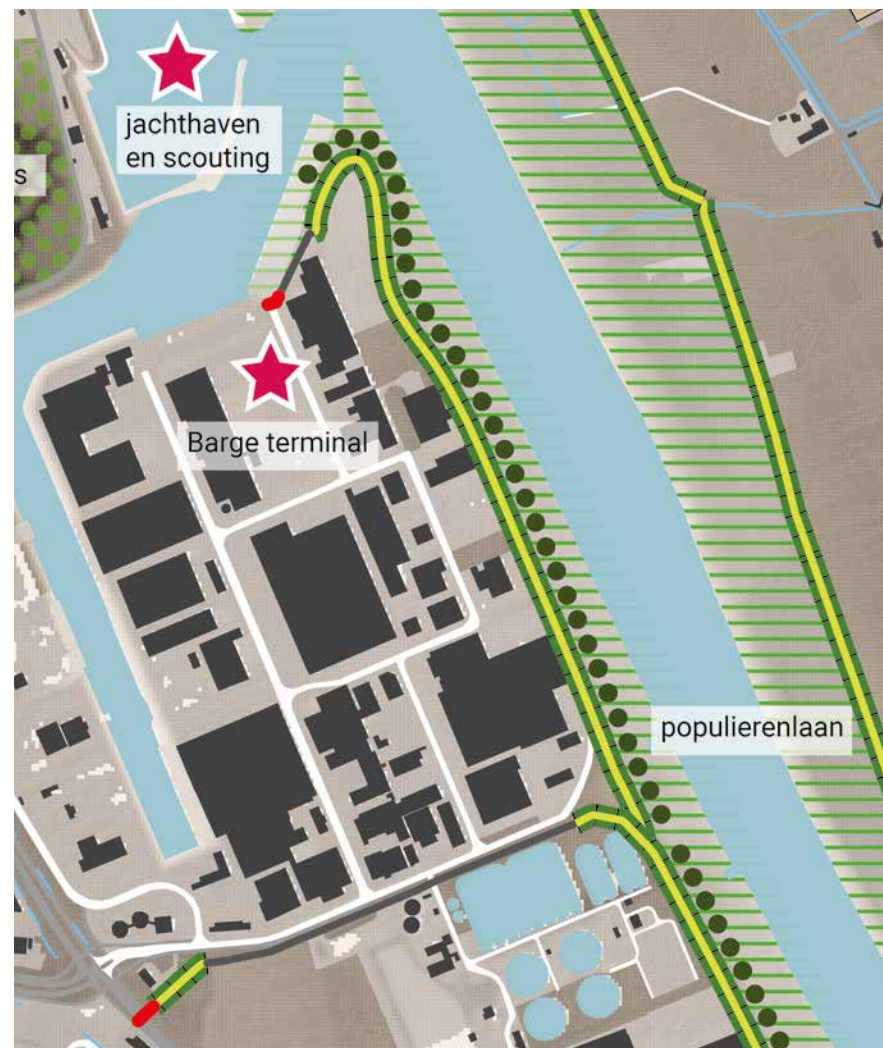 jachthaven
en scouting
s
Barge terminal
populierenlaan